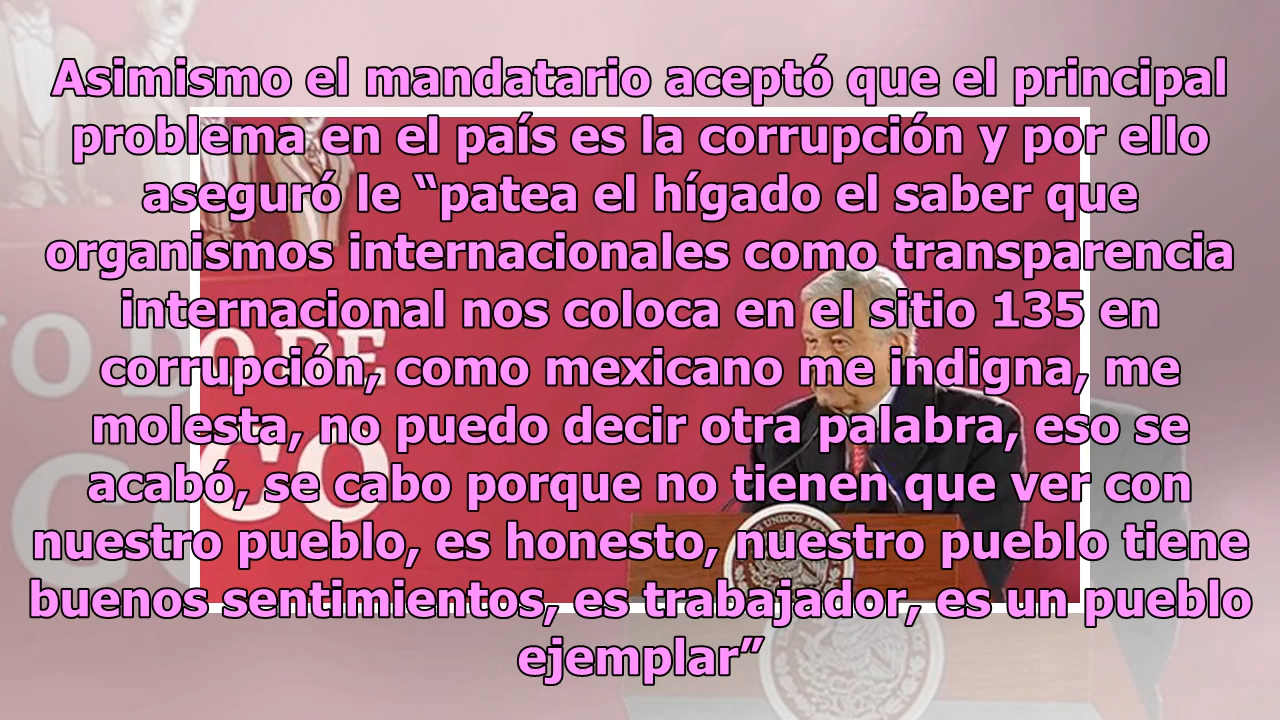 Asimismo el mandatario aceptó que el principal
problema en el país es la corrupción y por ello
aseguró le “patea el hígado el saber que
organismos internacionales como transparencia
internacional nos coloca en el sitio 135 en
corrupción, como mexicano me indigna, me
molesta, no puedo decir otra palabra, eso se
acabó, se cabo porque no tienen que ver con
nuestro pueblo, es honesto, nuestro pueblo tiene
buenos sentimientos, es trabajador, es un pueblo
ejemplar”